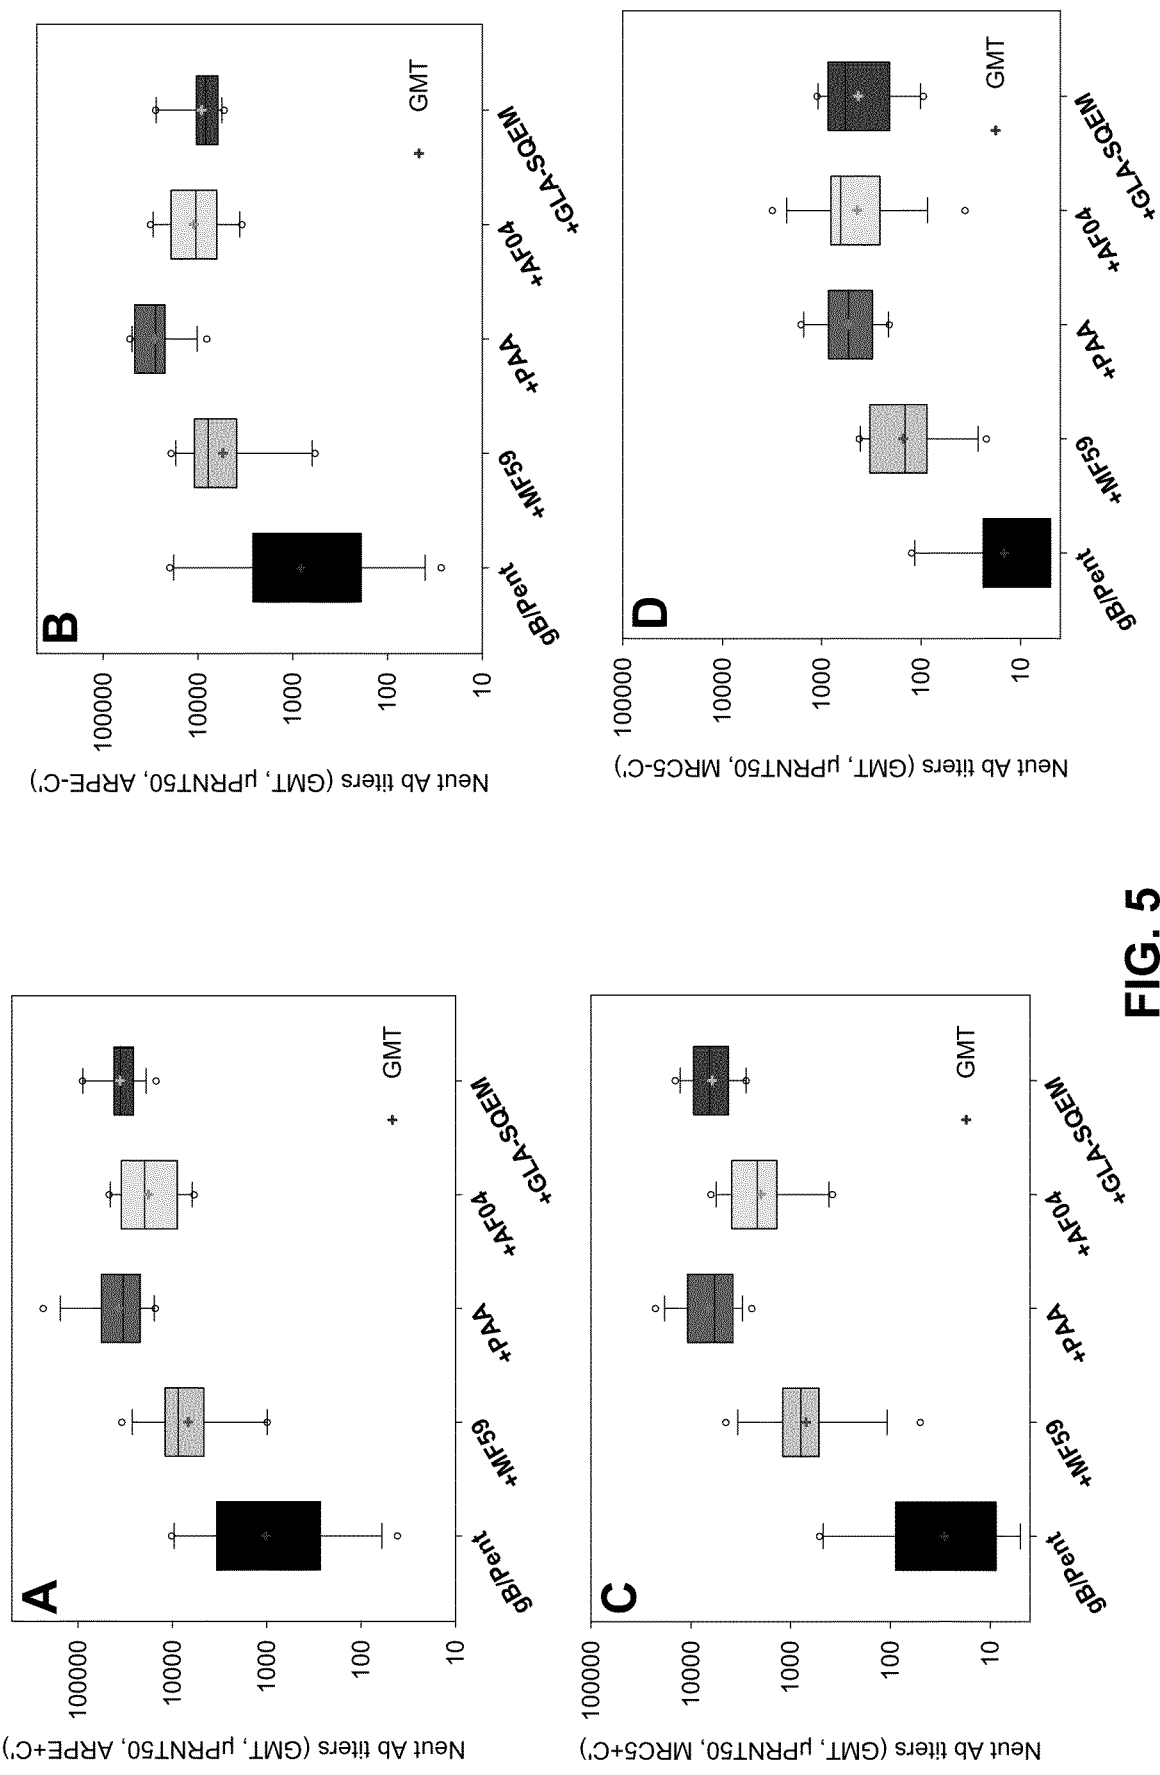 A
Neut Ab titers (GMT, µPRNT50, ARPE+C')
100000
10000
1000
100
10
GMT
gB/Pent
+MF59
+PAA
+AF04
+GLA-SQEM
B
Neut Ab titers (GMT, µPRNT50, ARPE-C')
100000
10000
1000
100
10
GMT
gB/Pent
+MF59
+PAA
+AF04
+GLA-SQEM
C
Neut Ab titers (GMT, µPRNT50, MRC5+C')
100000
10000
1000
100
10
GMT
gB/Pent
+MF59
+PAA
+AF04
+GLA-SQEM
D
Neut Ab titers (GMT, µPRNT50, MRC5-C')
100000
10000
1000
100
10
GMT
gB/Pent
+MF59
+PAA
+AF04
+GLA-SQEM
FIG. 5